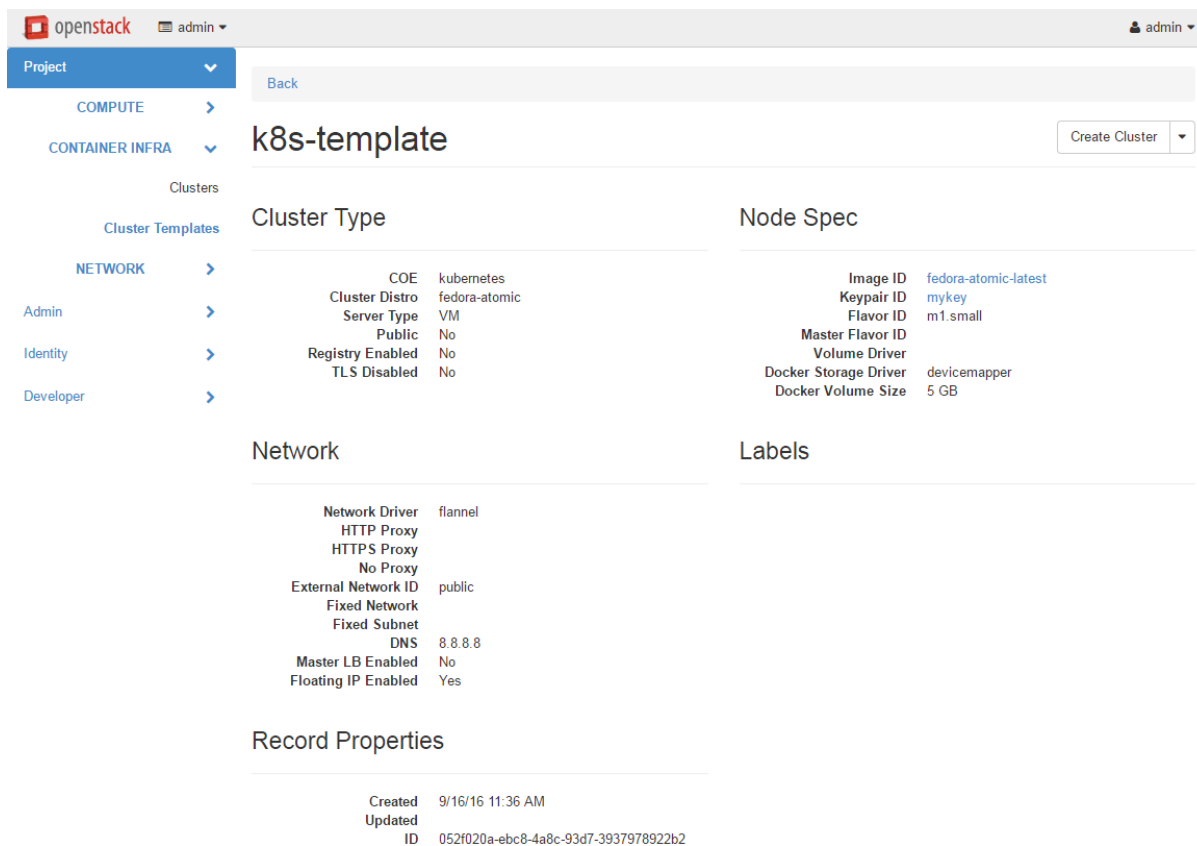 openstack admin admin
Project
COMPUTE
CONTAINER INFRA
Clusters
Cluster Templates
NETWORK
Admin
Identity
Developer
Back
k8s-template Create Cluster
Cluster Type
COE kubernetes
Cluster Distro fedora-atomic
Server Type VM
Public No
Registry Enabled No
TLS Disabled No
Node Spec
Image ID fedora-atomic-latest
Keypair ID mykey
Flavor ID m1.small
Master Flavor ID
Volume Driver
Docker Storage Driver devicemapper
Docker Volume Size 5 GB
Network
Network Driver flannel
HTTP Proxy
HTTPS Proxy
No Proxy
External Network ID public
Fixed Network
Fixed Subnet
DNS 8.8.8.8
Master LB Enabled No
Floating IP Enabled Yes
Labels
Record Properties
Created 9/16/16 11:36 AM
Updated
ID 052f020a-ebc8-4a8c-93d7-3937978922b2